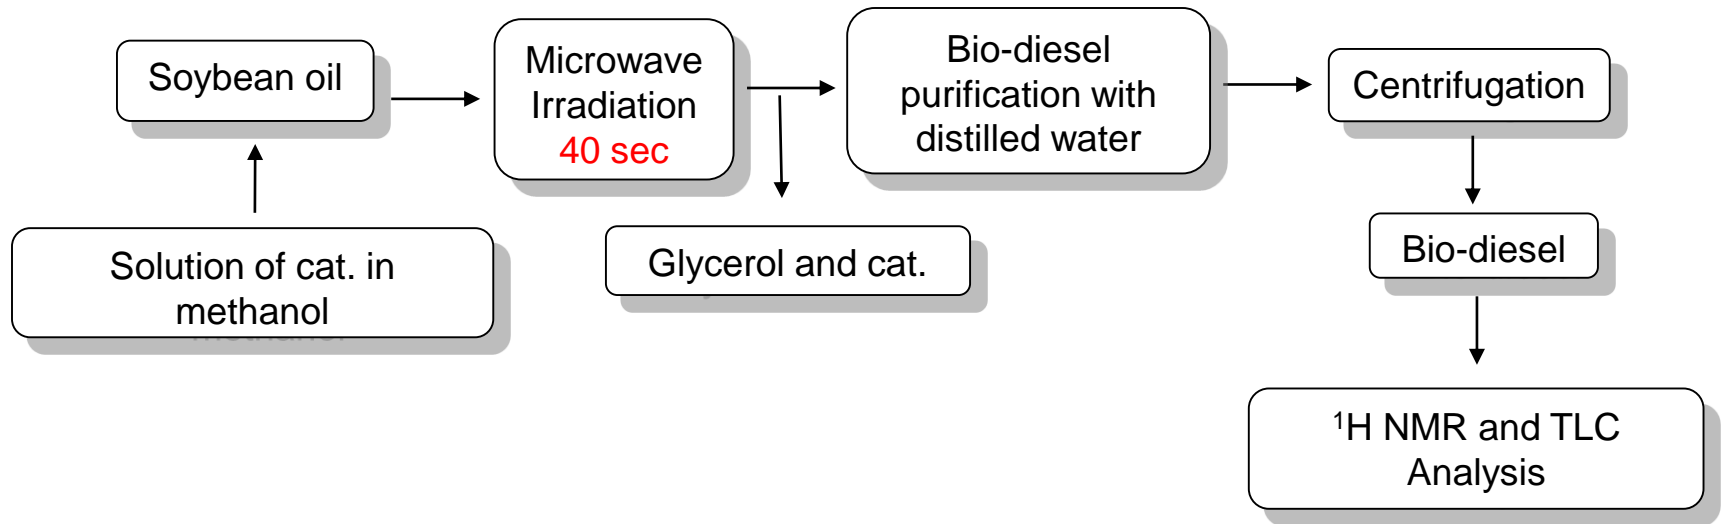 Soybean oil
Solution of cat. in
methanol
Microwave
Irradiation
40 sec
Glycerol and cat.
Bio-diesel
purification with
distilled water
Centrifugation
Bio-diesel
¹H NMR and TLC
Analysis